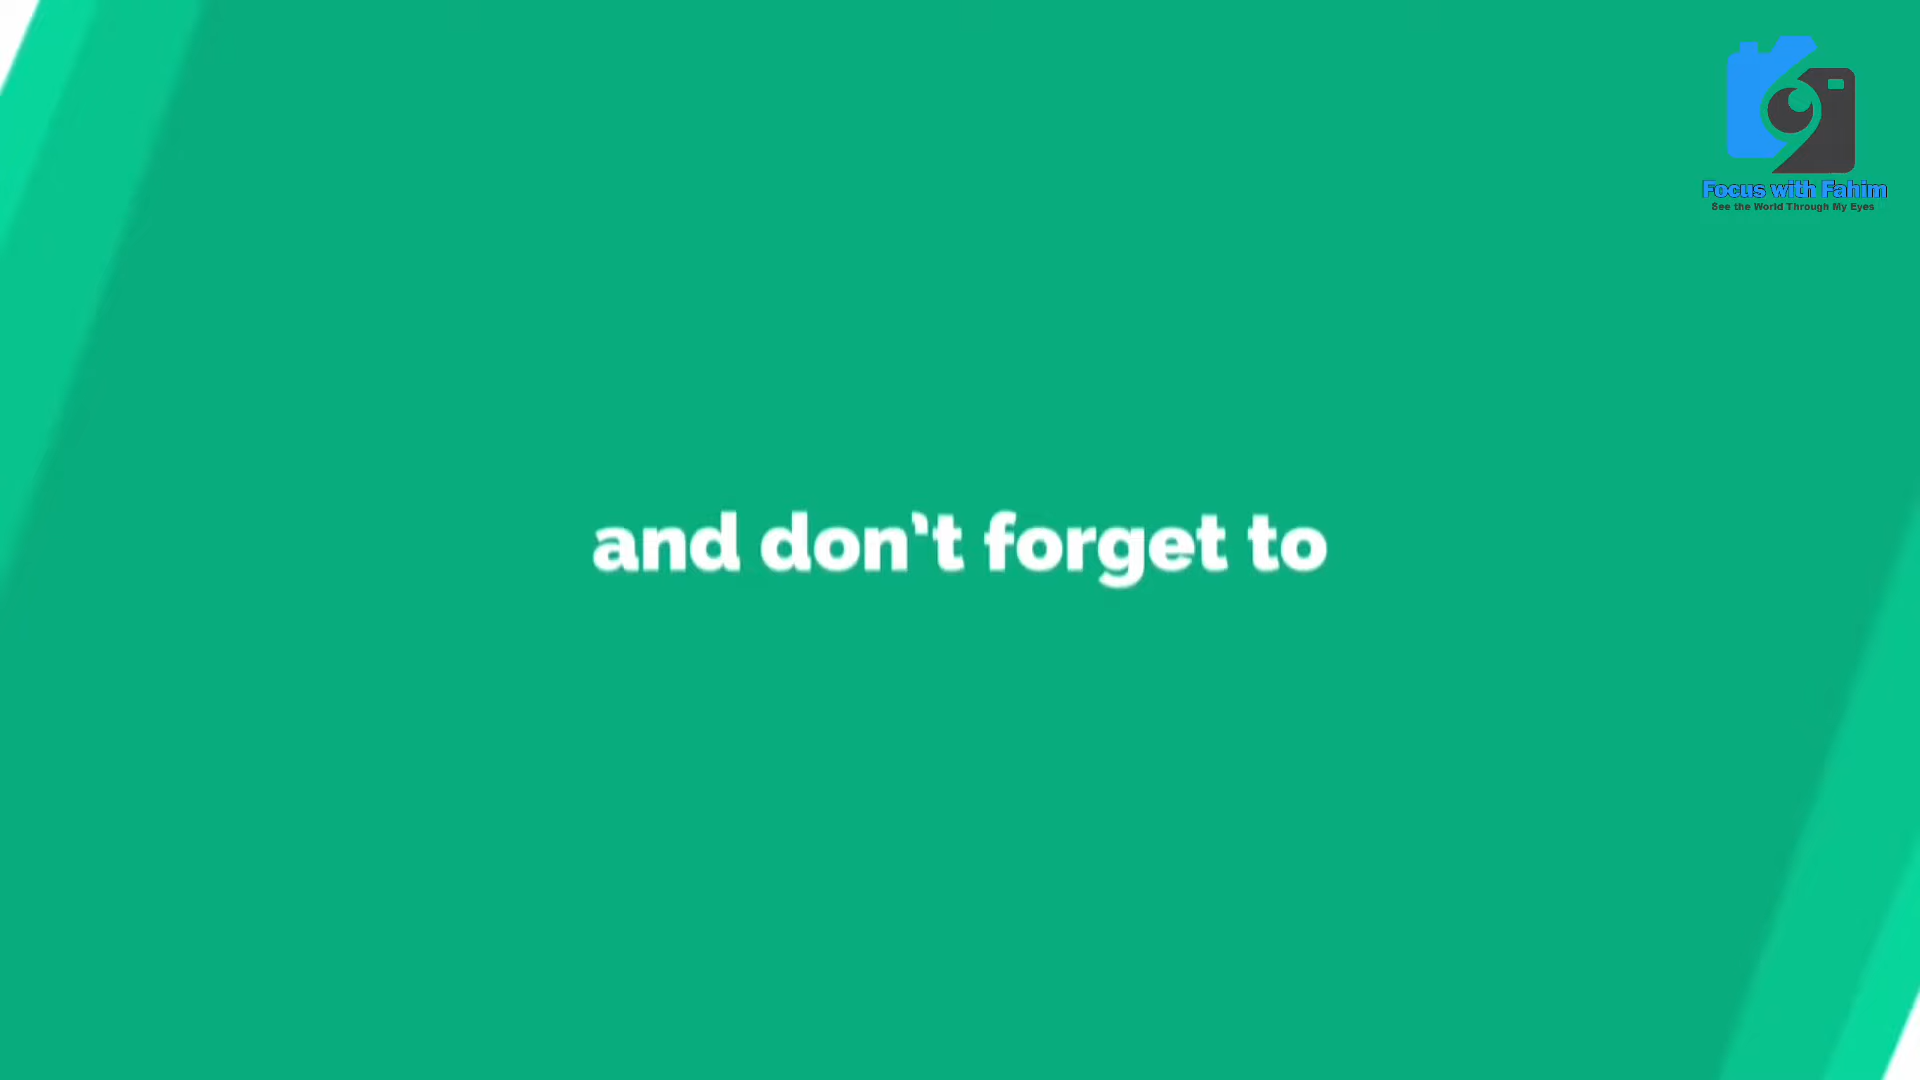 Focus with Fahim
See the World Through My Eyes
and don't forget to